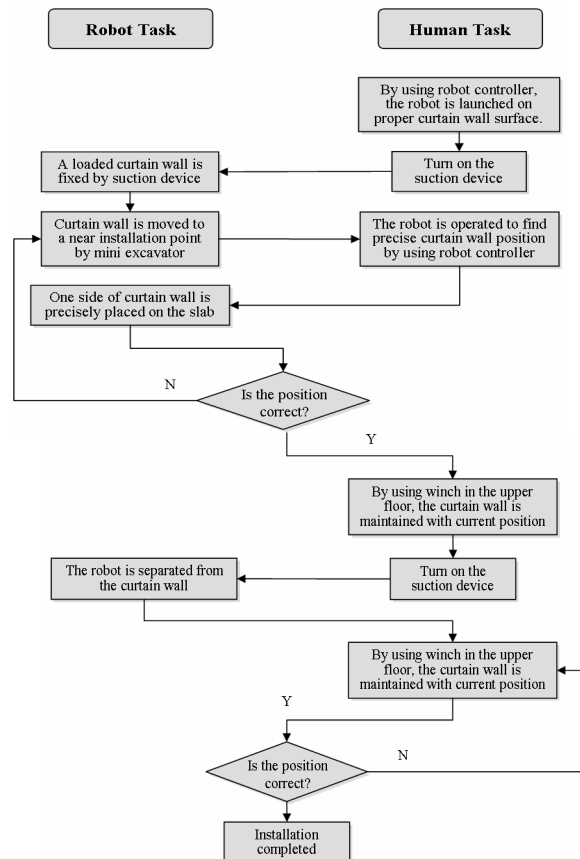 Robot Task
Human Task
By using robot controller,
the robot is launched on
proper curtain wall surface.
A loaded curtain wall is
fixed by suction device
Turn on the
suction device
Curtain wall is moved to
a near installation point
by mini excavator
The robot is operated to find
precise curtain wall position
by using robot controller
One side of curtain wall is
precisely placed on the slab
N
Is the position
correct?
Y
By using winch in the upper
floor, the curtain wall is
maintained with current position
The robot is separated from
the curtain wall
Turn on the
suction device
By using winch in the upper
floor, the curtain wall is
maintained with current position
Y
Is the position
correct?
N
Installation
completed